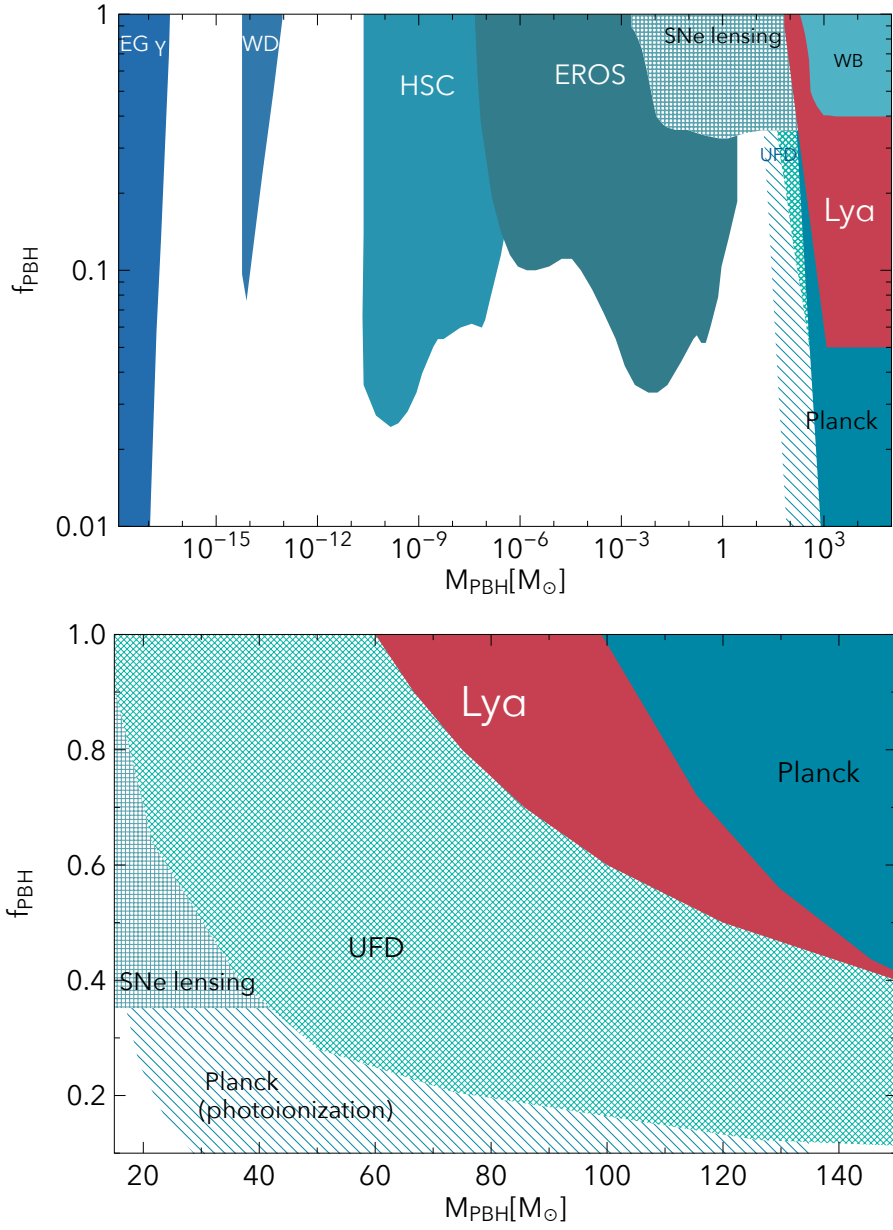 EG γ
WD
HSC
EROS
SNe lensing
WB
UFD
Lya
Planck
f_PBH
1
0.1
0.01
10⁻¹⁵
10⁻¹²
10⁻⁹
10⁻⁶
10⁻³
1
10³
M_PBH[M_⊙]
Lya
Planck
UFD
SNe lensing
Planck
(photoionization)
f_PBH
1.0
0.8
0.6
0.4
0.2
20
40
60
80
100
120
140
M_PBH[M_⊙]